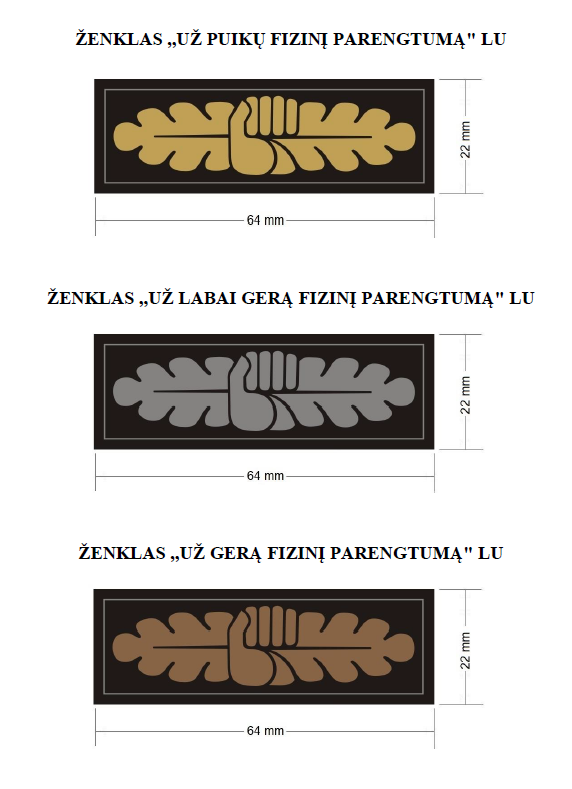 ŽENKLAS ,,UŽ PUIKŲ FIZINĮ PARENGTUMĄ" LU
22 mm
64 mm
ŽENKLAS ,,UŽ LABAI GERĄ FIZINĮ PARENGTUMĄ" LU
22 mm
64 mm
ŽENKLAS ,,UŽ GERĄ FIZINĮ PARENGTUMĄ" LU
22 mm
64 mm